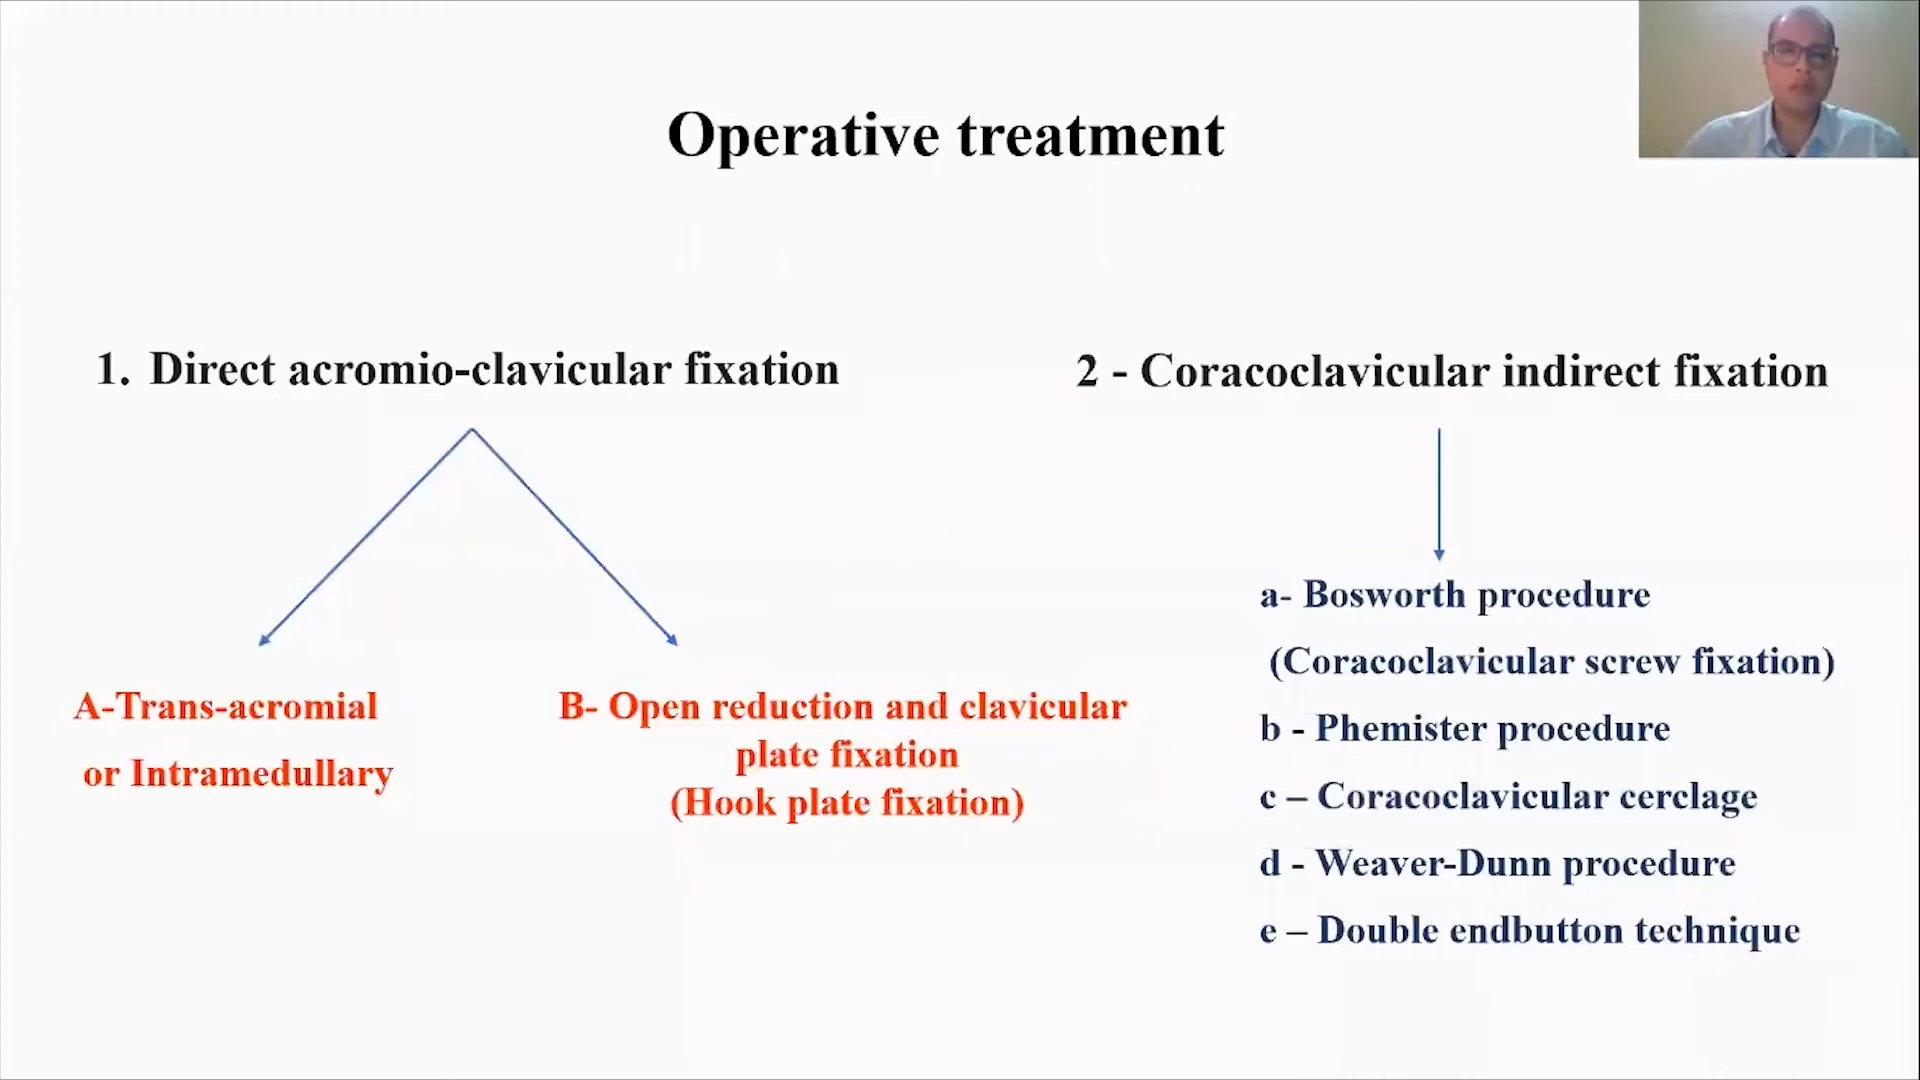 Operative treatment
1. Direct acromio-clavicular fixation
A-Trans-acromial
or Intramedullary
B- Open reduction and clavicular
plate fixation
(Hook plate fixation)
2 - Coracoclavicular indirect fixation
a- Bosworth procedure
(Coracoclavicular screw fixation)
b - Phemister procedure
c – Coracoclavicular cerclage
d - Weaver-Dunn procedure
e – Double endbutton technique